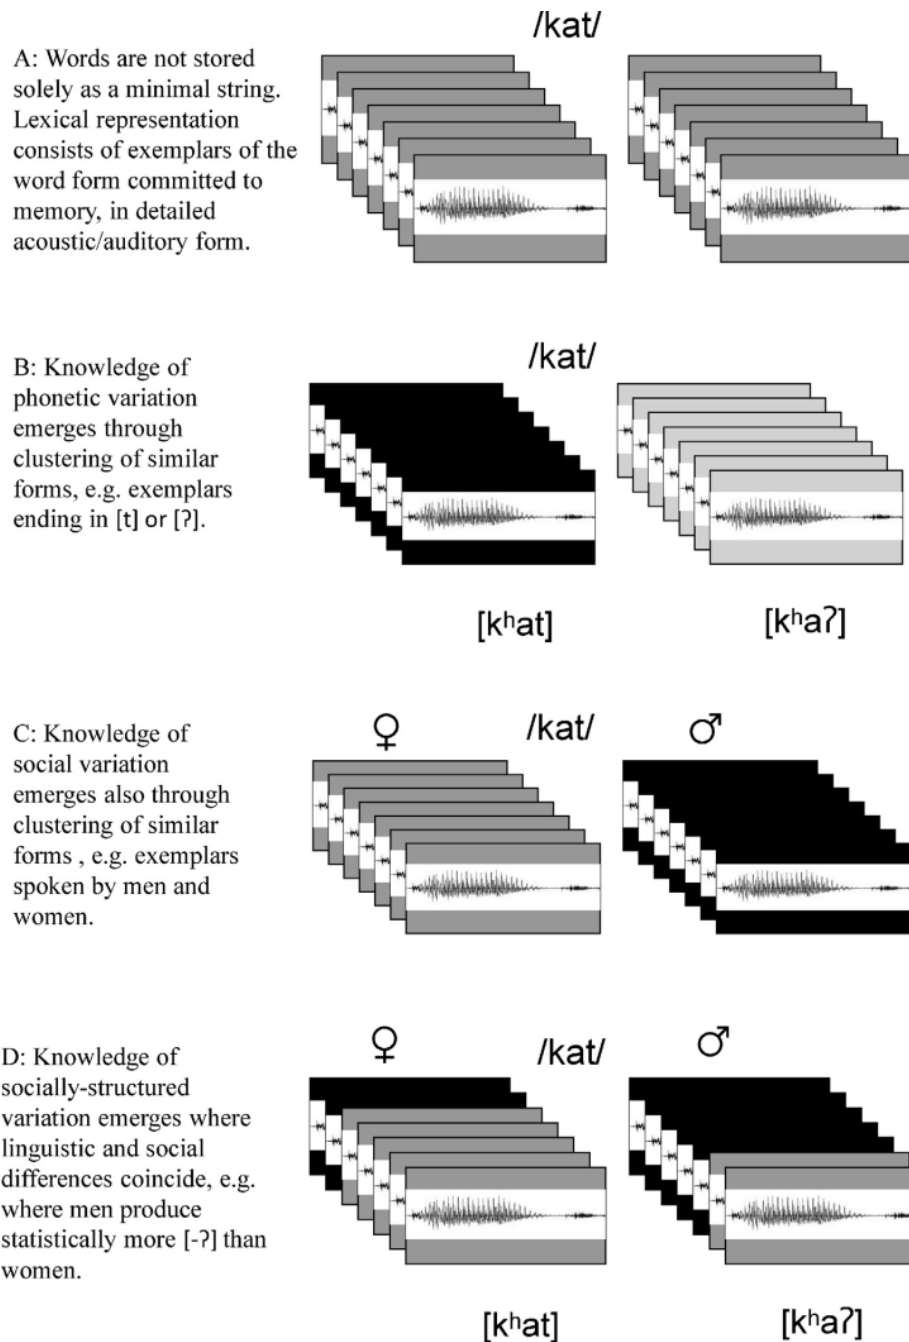 /kat/
A: Words are not stored
solely as a minimal string.
Lexical representation
consists of exemplars of the
word form committed to
memory, in detailed
acoustic/auditory form.
/kat/
B: Knowledge of
phonetic variation
emerges through
clustering of similar
forms, e.g. exemplars
ending in [t] or [ʔ].
[kʰat] [kʰaʔ]
♀ /kat/ ♂
C: Knowledge of
social variation
emerges also through
clustering of similar
forms , e.g. exemplars
spoken by men and
women.
♀ /kat/ ♂
D: Knowledge of
socially-structured
variation emerges where
linguistic and social
differences coincide, e.g.
where men produce
statistically more [-ʔ] than
women.
[kʰat] [kʰaʔ]